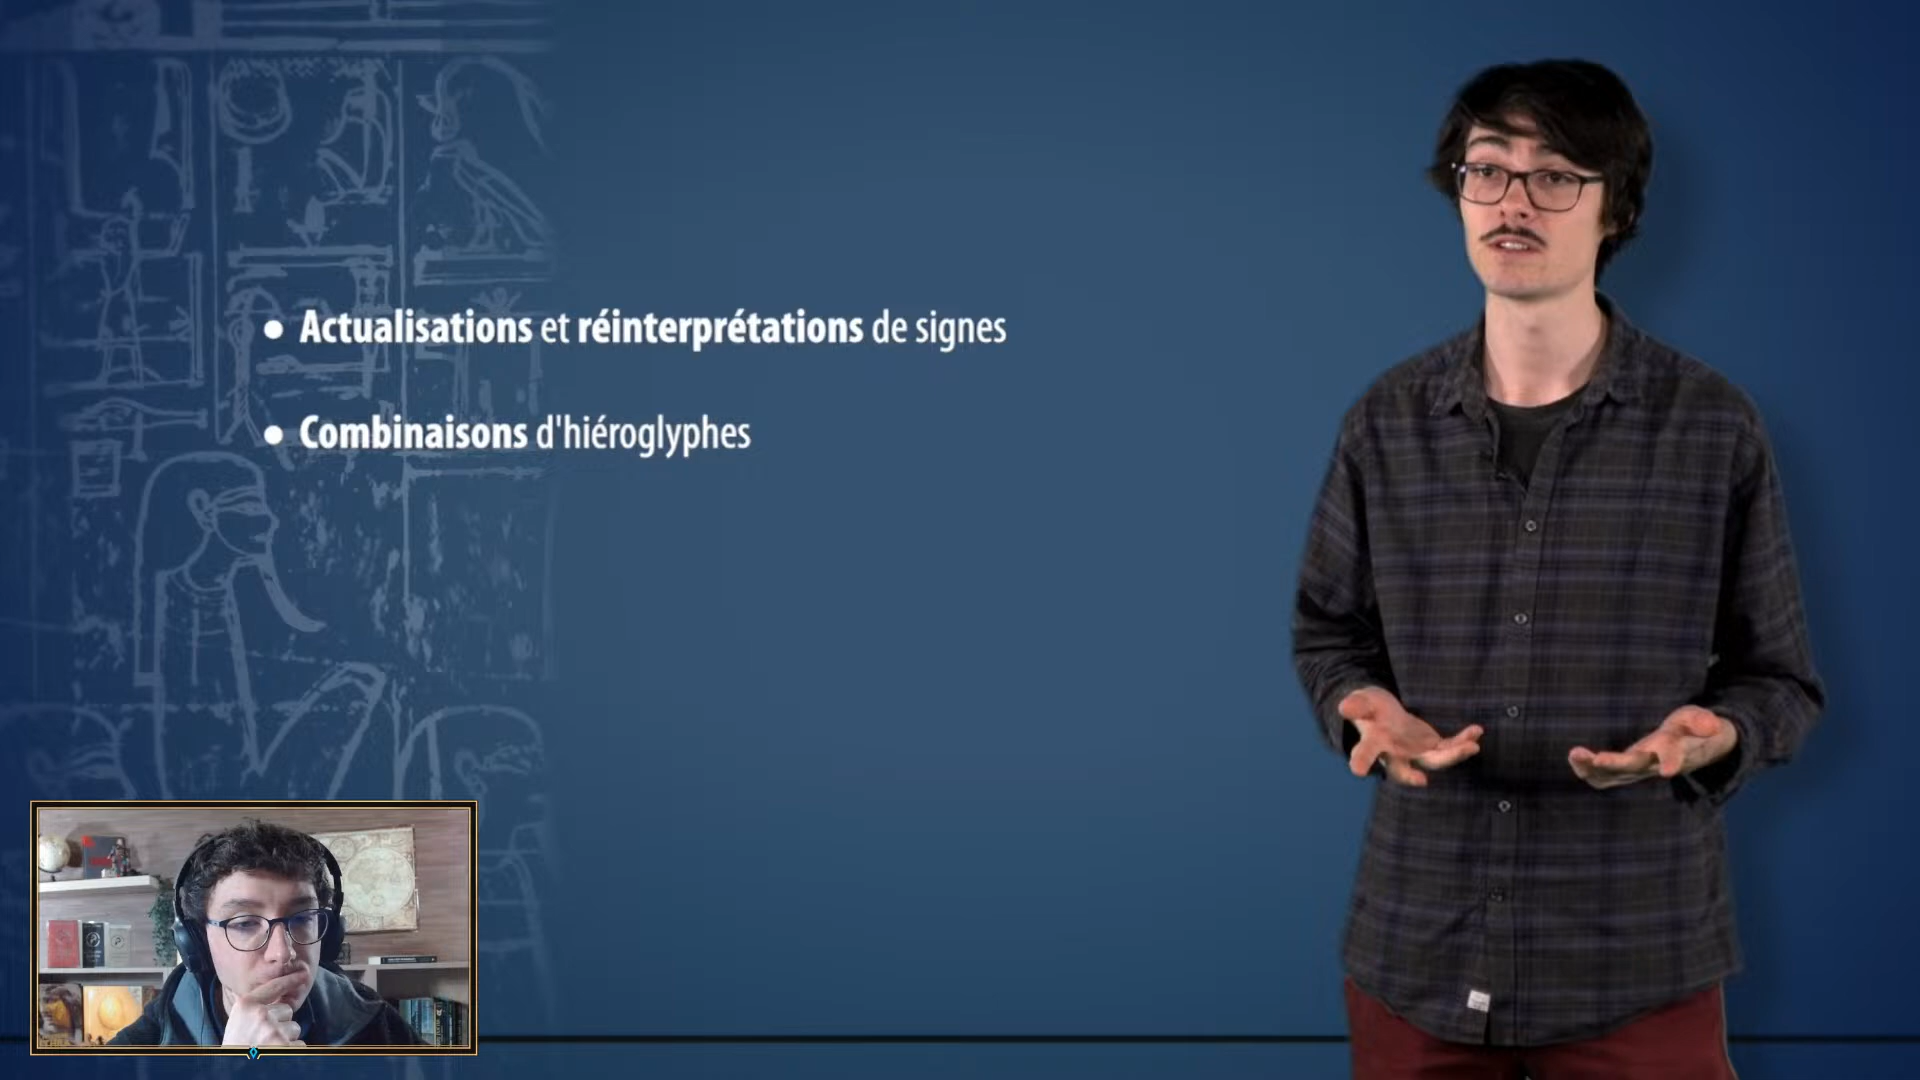 ● Actualisations et réinterprétations de signes
● Combinaisons d'hiéroglyphes